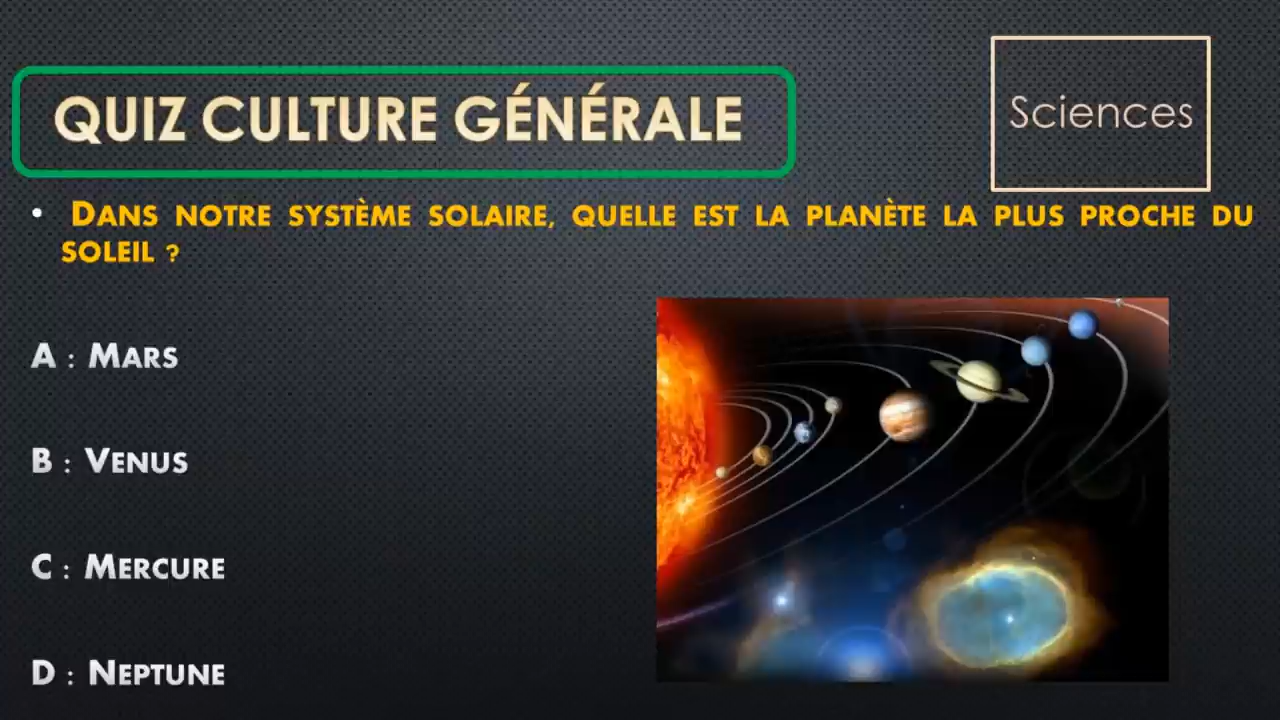 QUIZ CULTURE GÉNÉRALE
Sciences
• DANS NOTRE SYSTÈME SOLAIRE, QUELLE EST LA PLANÈTE LA PLUS PROCHE DU
SOLEIL ?
A : MARS
B : VENUS
C : MERCURE
D : NEPTUNE